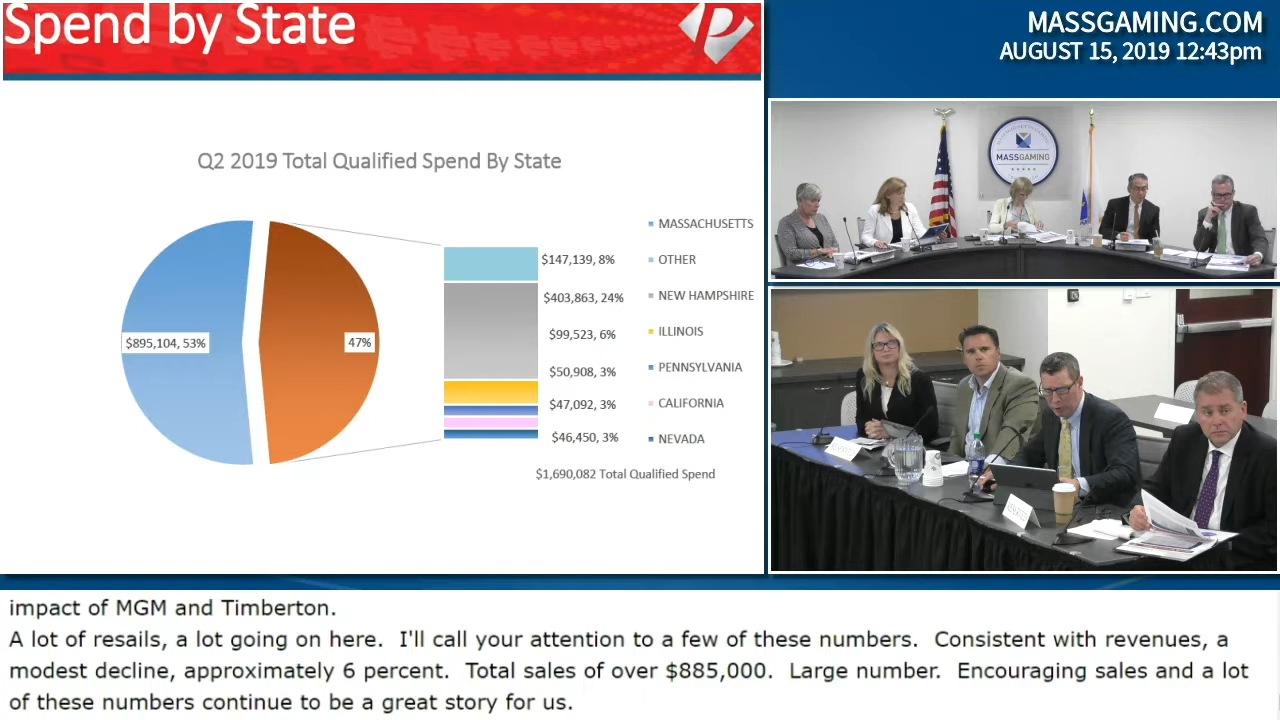 Spend by State
MASSGAMING.COM
AUGUST 15, 2019 12:43pm
Q2 2019 Total Qualified Spend By State
$895,104, 53%
47%
$147,139, 8%
$403,863, 24%
$99,523, 6%
$50,908, 3%
$47,092, 3%
$46,450, 3%
MASSACHUSETTS
OTHER
NEW HAMPSHIRE
ILLINOIS
PENNSYLVANIA
CALIFORNIA
NEVADA
$1,690,082 Total Qualified Spend
MASSGAMING
impact of MGM and Timberton.
A lot of resails, a lot going on here.  I'll call your attention to a few of these numbers.  Consistent with revenues, a
modest decline, approximately 6 percent.  Total sales of over $885,000.  Large number.  Encouraging sales and a lot
of these numbers continue to be a great story for us.